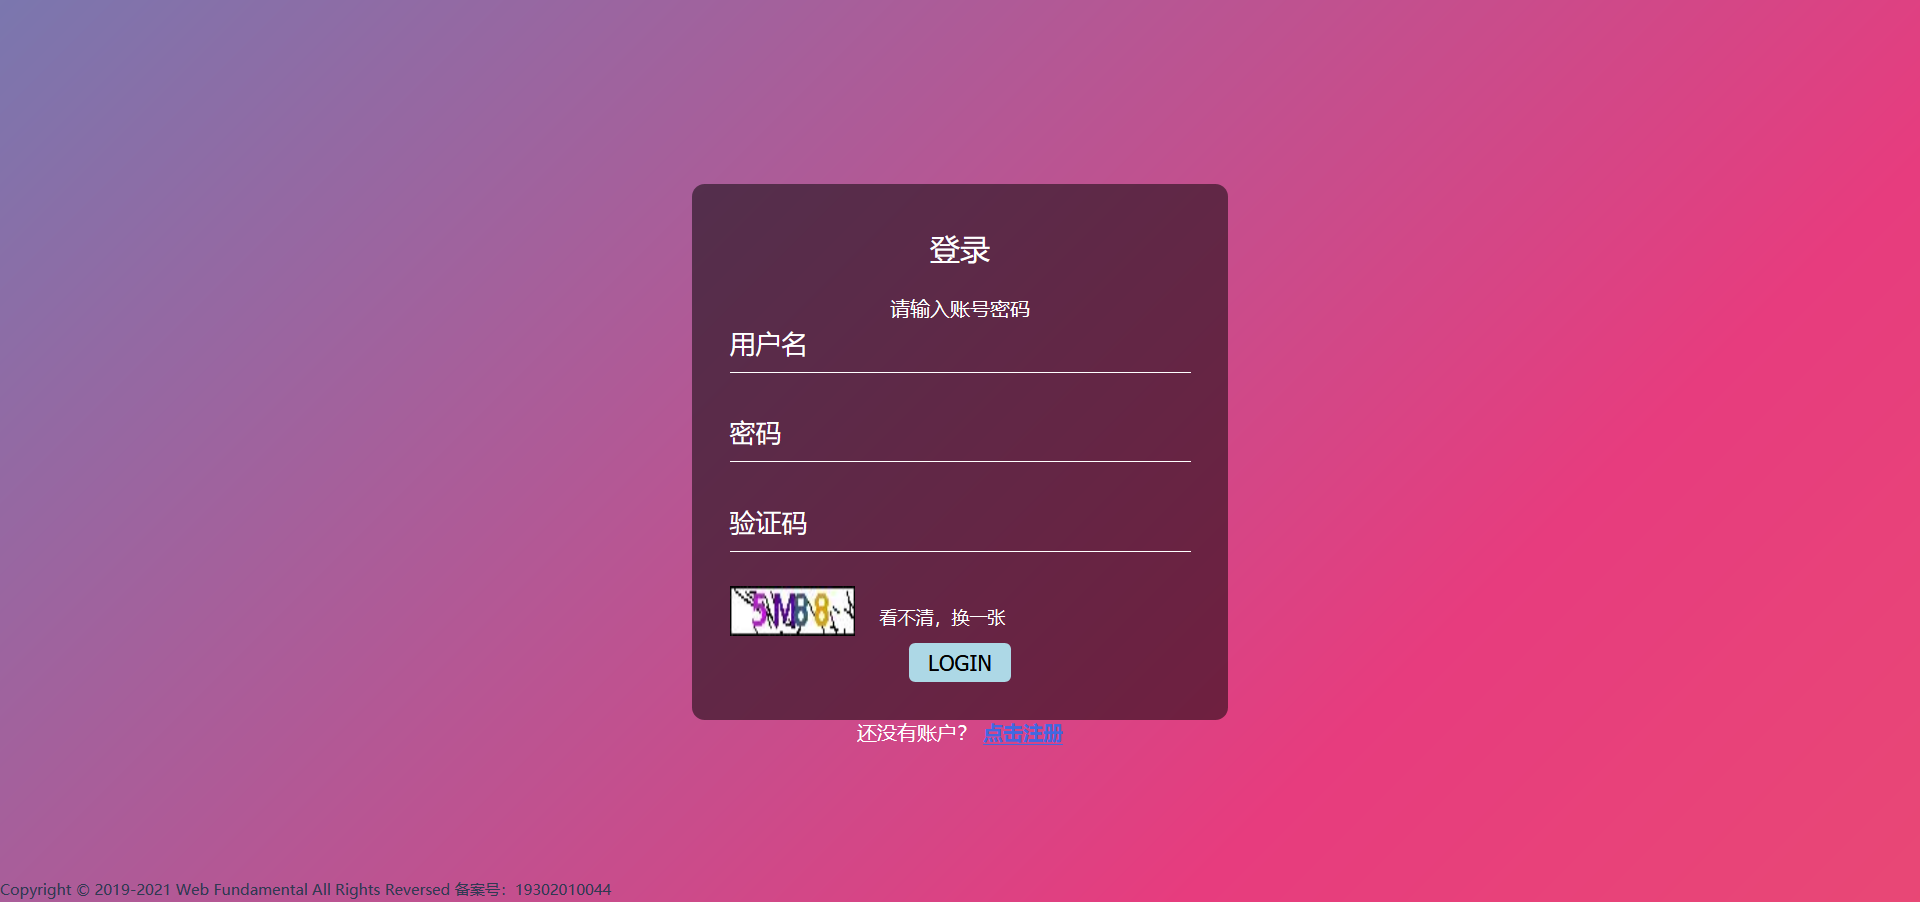 登录
请输入账号密码
用户名
密码
验证码
5MB8
看不清，换一张
LOGIN
还没有账户？ 点击注册
Copyright © 2019-2021 Web Fundamental All Rights Reversed 备案号：19302010044